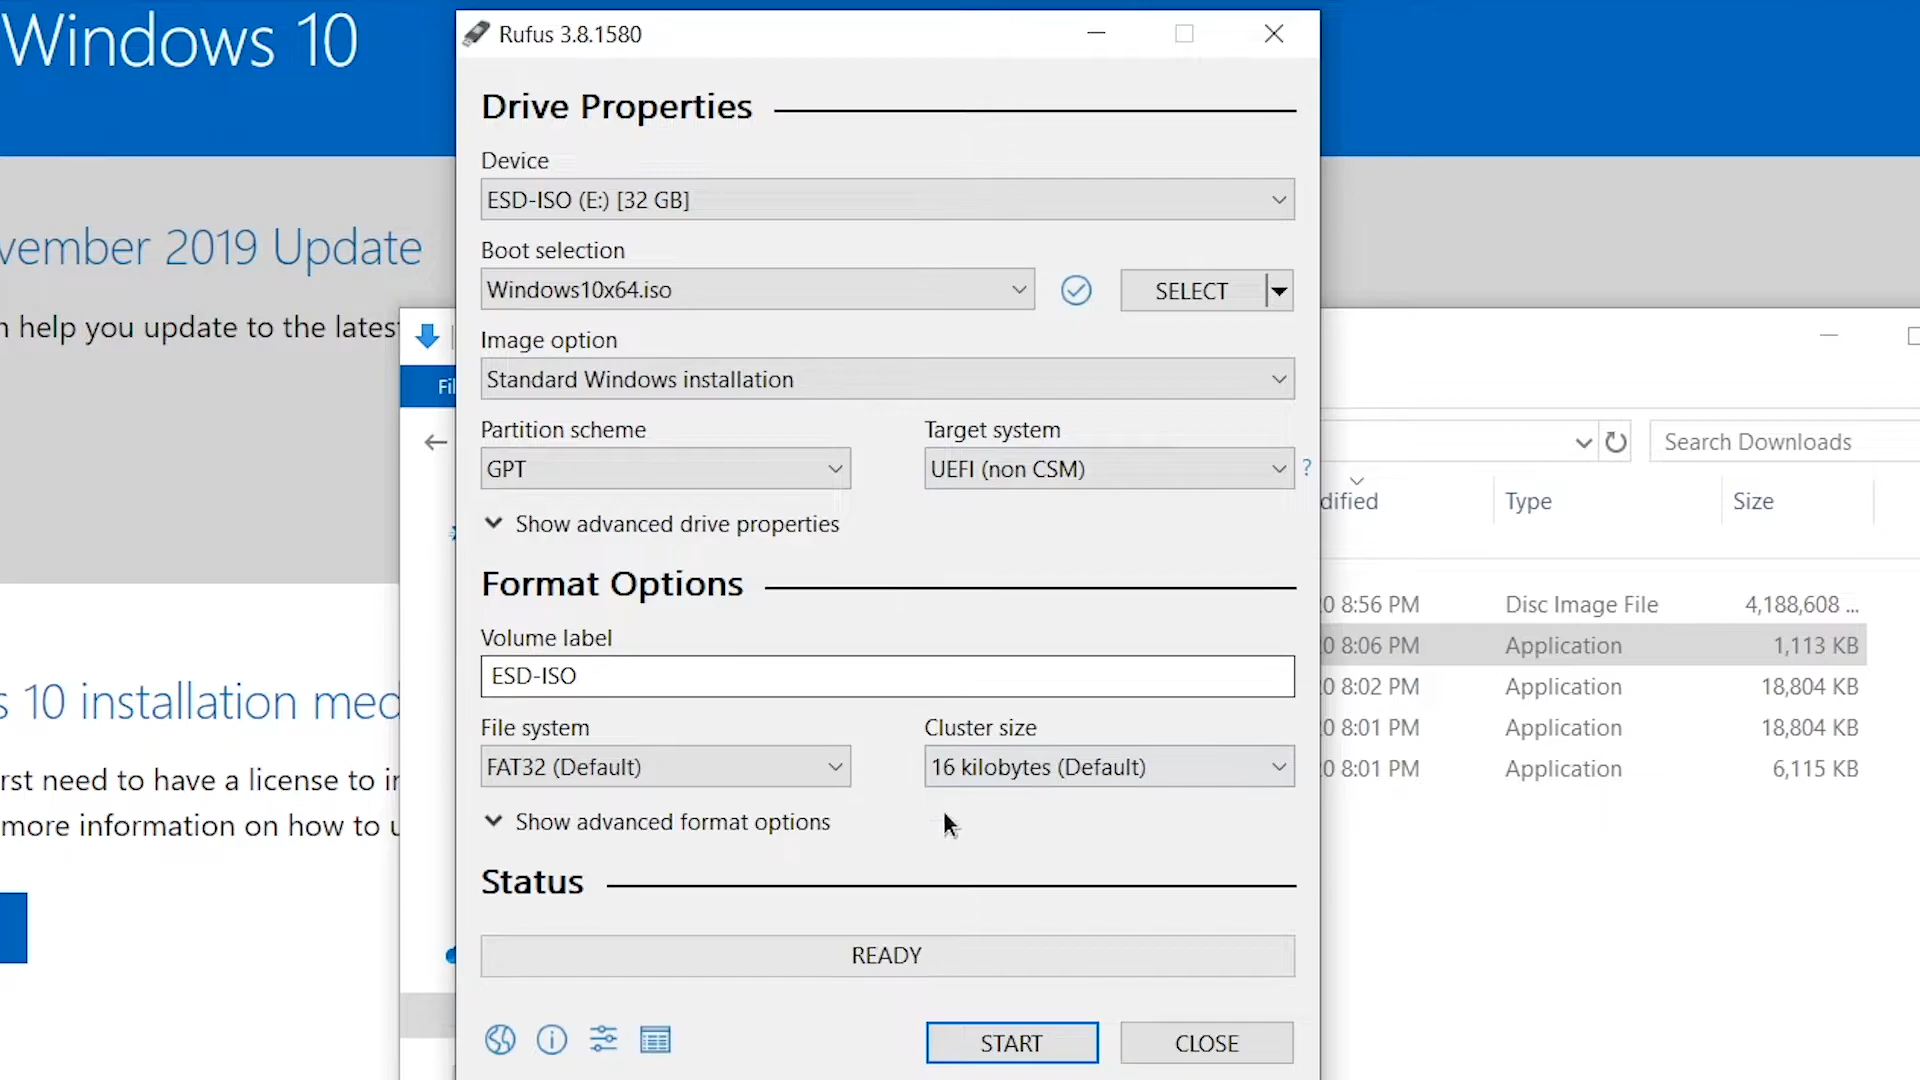 Windows 10
vember 2019 Update
help you update to the lates
s 10 installation med
rst need to have a license to in
more information on how to u
Rufus 3.8.1580
Drive Properties
Device
ESD-ISO (E:) [32 GB]
Boot selection
Windows10x64.iso
SELECT
Image option
Standard Windows installation
Partition scheme
Target system
GPT
UEFI (non CSM)
?
Show advanced drive properties
Format Options
Volume label
ESD-ISO
File system
Cluster size
FAT32 (Default)
16 kilobytes (Default)
Show advanced format options
Status
READY
START
CLOSE
Fil
Search Downloads
dified
Type
Size
0 8:56 PM
Disc Image File
4,188,608 ...
0 8:06 PM
Application
1,113 KB
0 8:02 PM
Application
18,804 KB
0 8:01 PM
Application
18,804 KB
0 8:01 PM
Application
6,115 KB